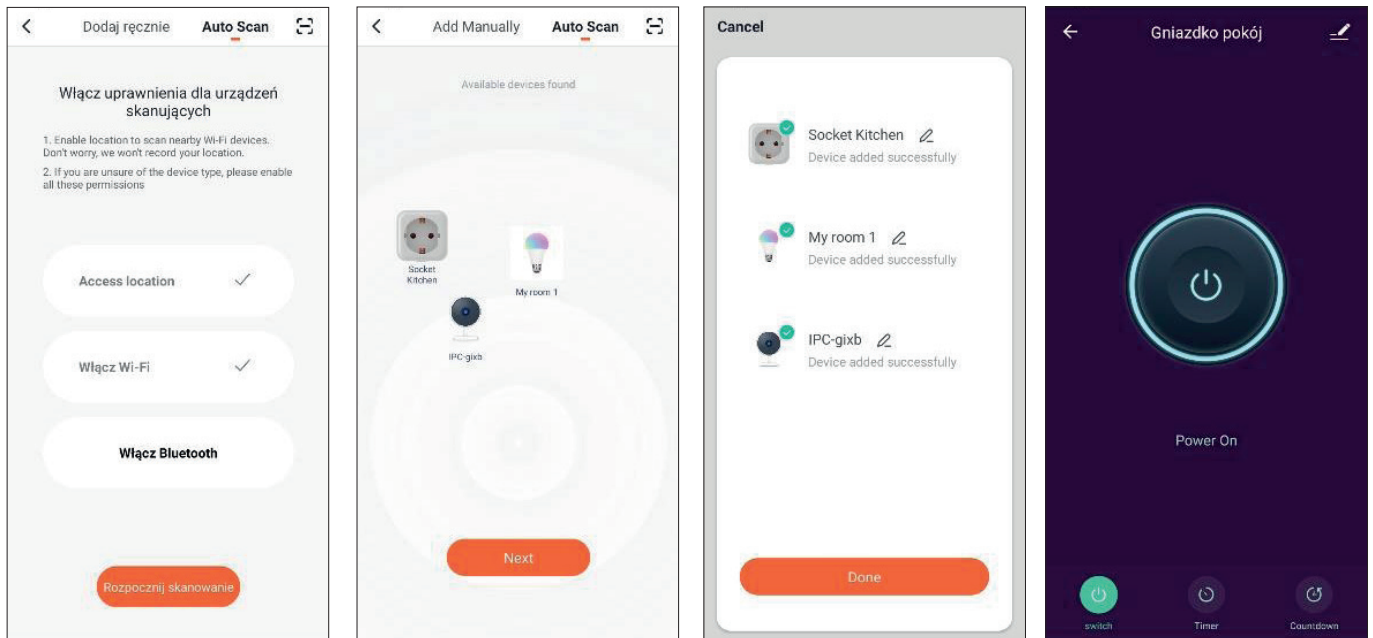 Dodaj ręcznie
Auto Scan
Włącz uprawnienia dla urządzeń
skanujących
1. Enable location to scan nearby Wi-Fi devices.
Don't worry, we won't record your location.
2. If you are unsure of the device type, please enable
all these permissions
Access location
Włącz Wi-Fi
Włącz Bluetooth
Rozpocznij skanowanie
Add Manually
Auto Scan
Available devices found
Socket
Kitchen
My room 1
IPC-gixb
Next
Cancel
Socket Kitchen
Device added successfully
My room 1
Device added successfully
IPC-gixb
Device added successfully
Done
Gniazdko pokój
Power On
switch
Timer
Countdown